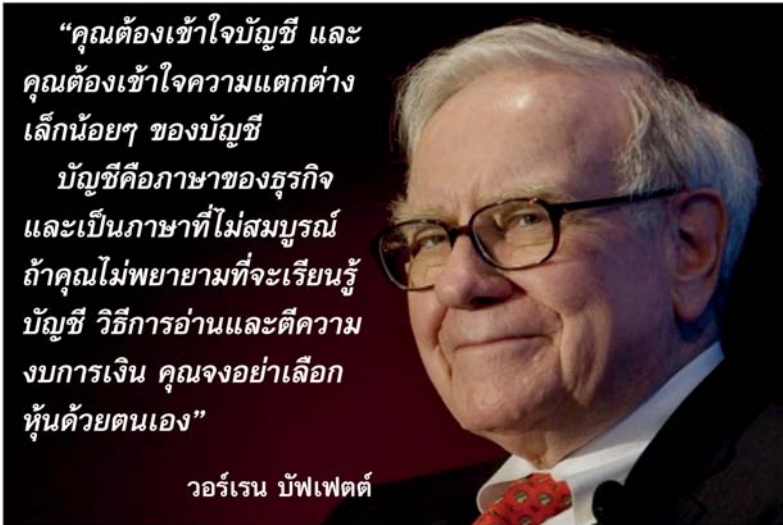 “คุณต้องเข้าใจบัญชี และ
คุณต้องเข้าใจความแตกต่าง
เล็กน้อยๆ ของบัญชี
บัญชีคือภาษาของธุรกิจ
และเป็นภาษาที่ไม่สมบูรณ์
ถ้าคุณไม่พยายามที่จะเรียนรู้
บัญชี วิธีการอ่านและตีความ
งบการเงิน คุณจงอย่าเลือก
หุ้นด้วยตนเอง”
วอร์เรน บัฟเฟตต์